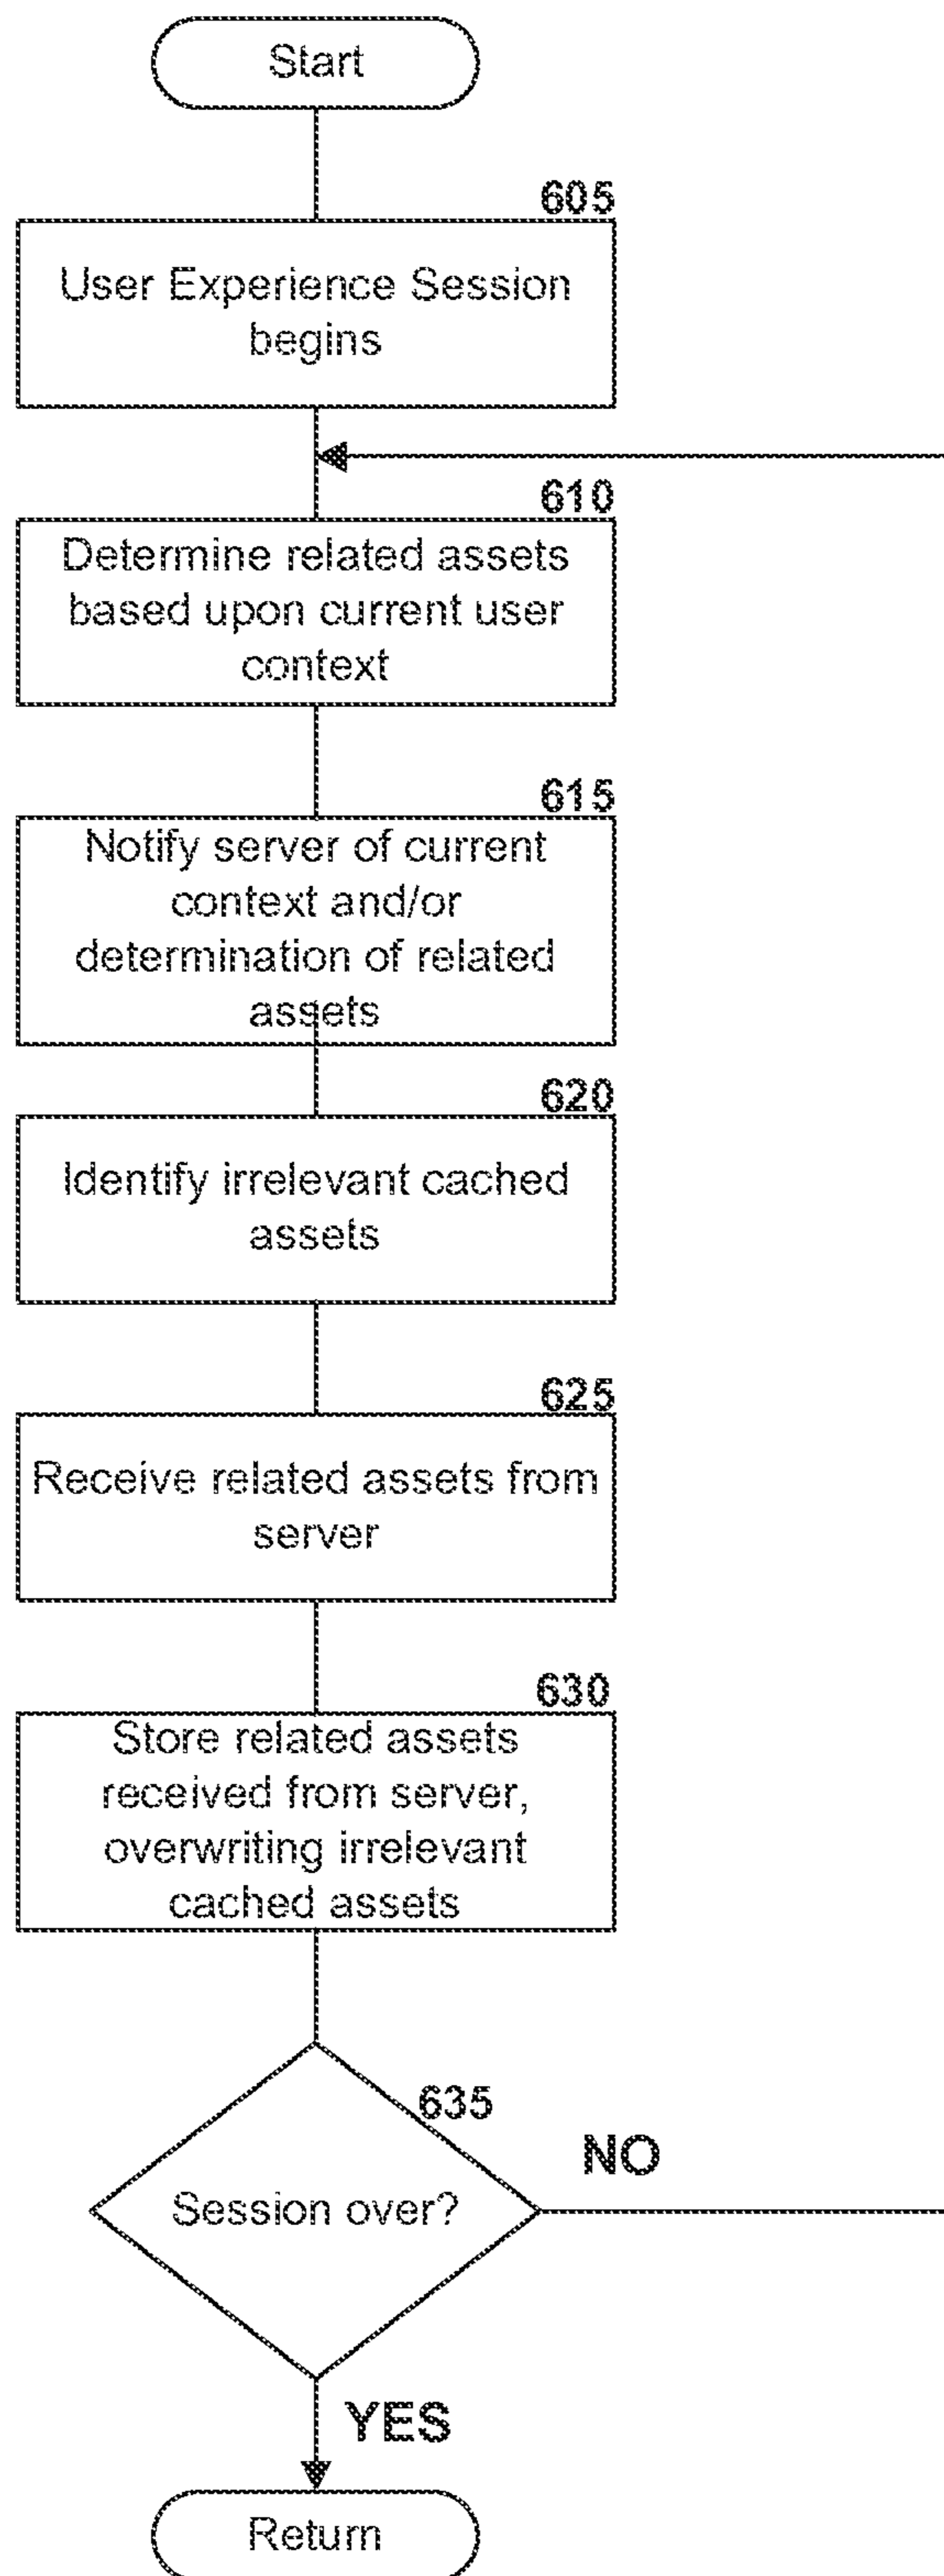 Start
605
User Experience Session
begins
610
Determine related assets
based upon current user
context
615
Notify server of current
context and/or
determination of related
assets
620
Identify irrelevant cached
assets
625
Receive related assets from
server
630
Store related assets
received from server,
overwriting irrelevant
cached assets
635
NO
Session over?
YES
Return